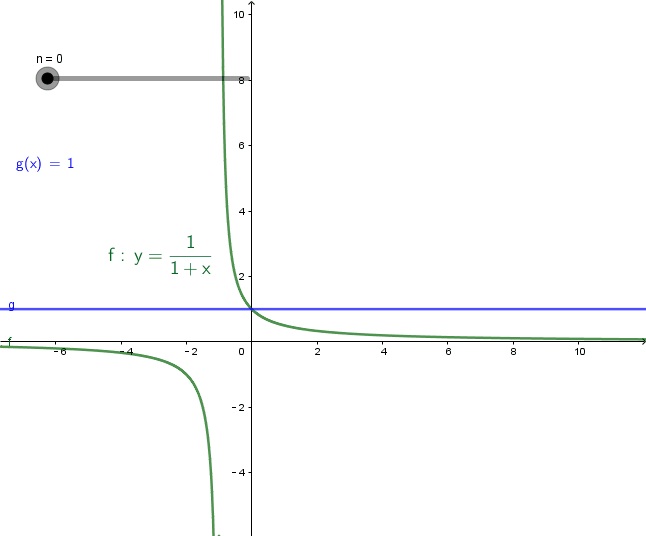 10
n = 0
8
6
g(x) = 1
4
f : y = 1/(1 + x)
2
g
f
-6 -4 -2 0 2 4 6 8 10
-2
-4